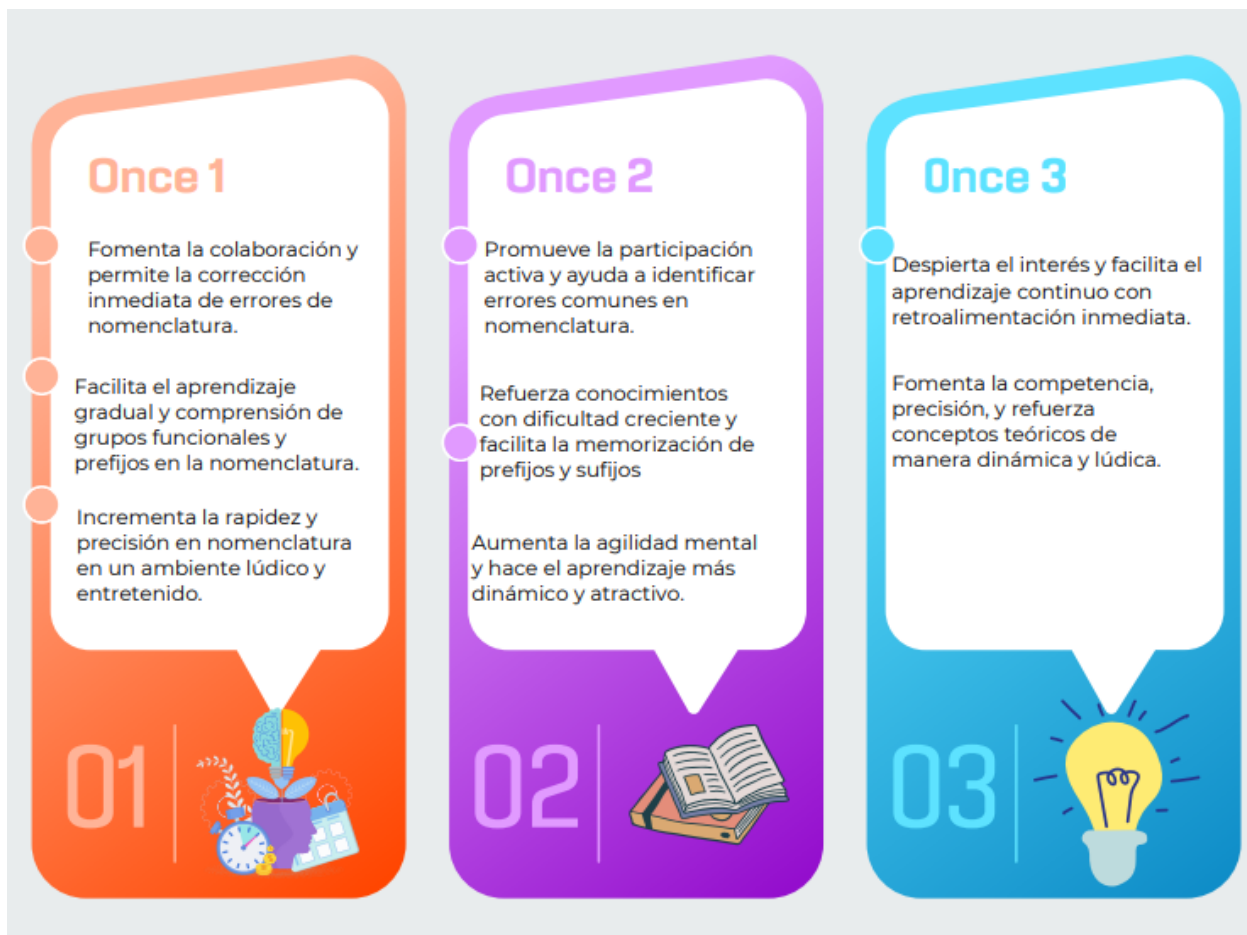 Once 1
Fomenta la colaboración y
permite la corrección
inmediata de errores de
nomenclatura.
Facilita el aprendizaje
gradual y comprensión de
grupos funcionales y
prefijos en la nomenclatura.
Incrementa la rapidez y
precisión en nomenclatura
en un ambiente lúdico y
entretenido.
01
Once 2
Promueve la participación
activa y ayuda a identificar
errores comunes en
nomenclatura.
Refuerza conocimientos
con dificultad creciente y
facilita la memorización de
prefijos y sufijos
Aumenta la agilidad mental
y hace el aprendizaje más
dinámico y atractivo.
02
Once 3
Despierta el interés y facilita el
aprendizaje continuo con
retroalimentación inmediata.
Fomenta la competencia,
precisión, y refuerza
conceptos teóricos de
manera dinámica y lúdica.
03